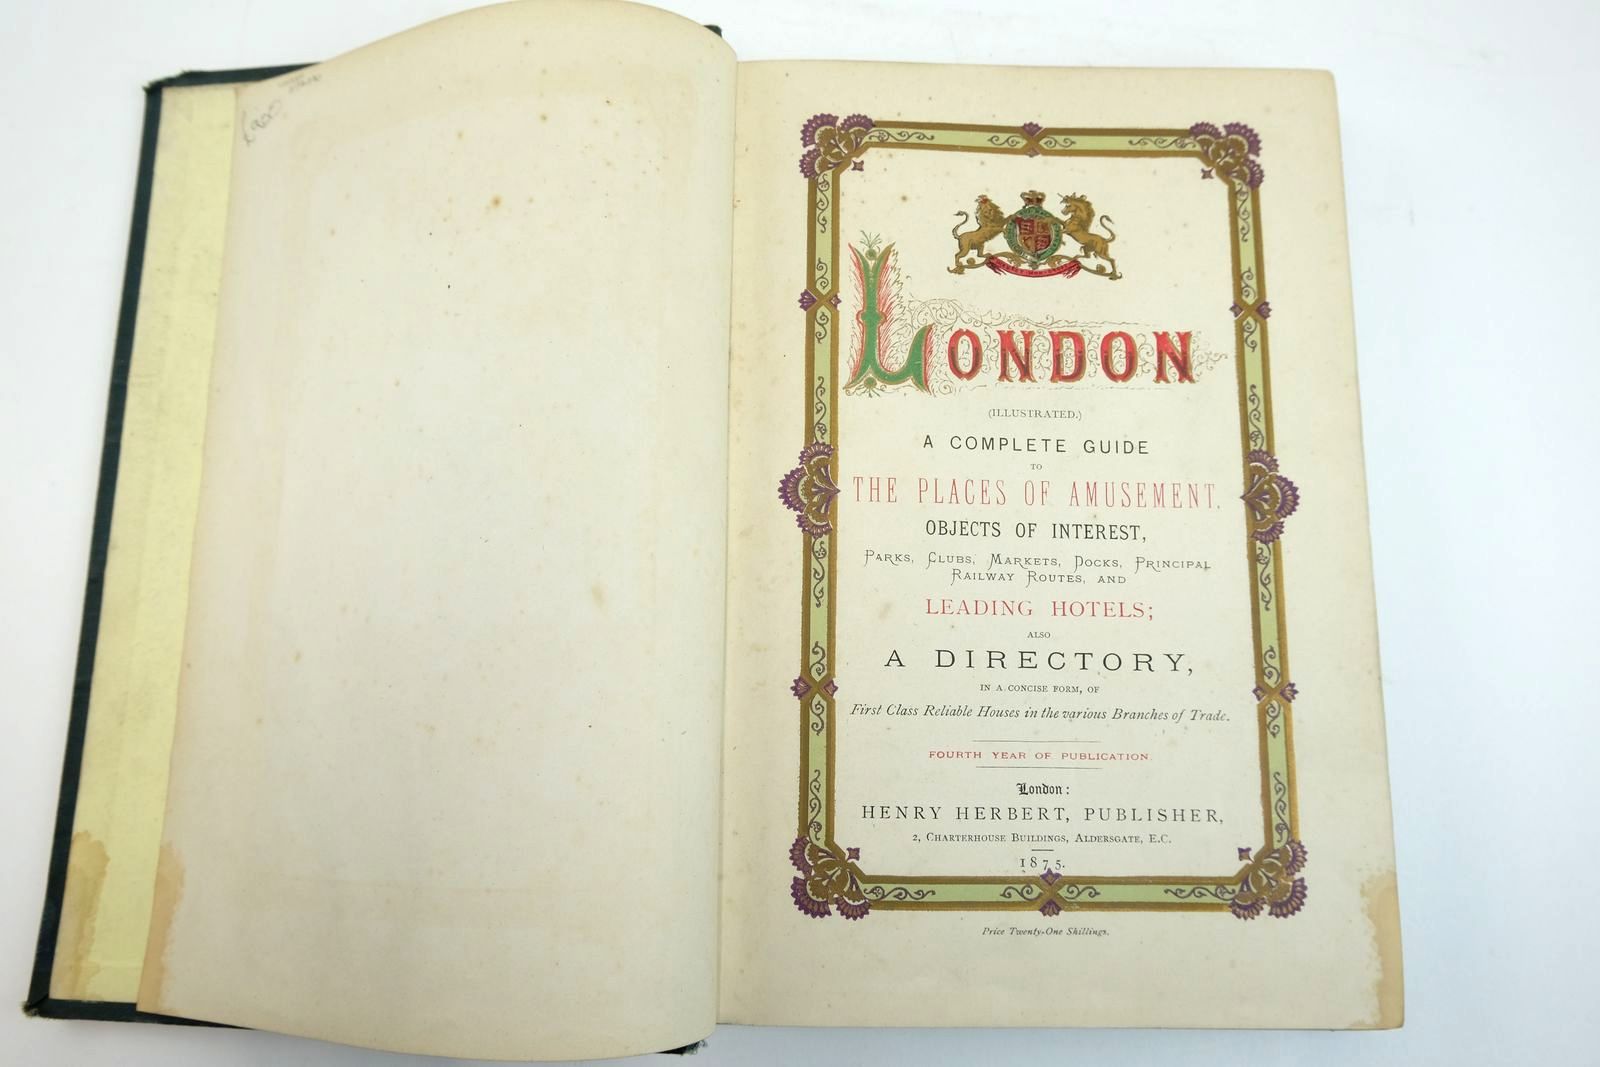 LONDON
(ILLUSTRATED.)
A COMPLETE GUIDE
TO
THE PLACES OF AMUSEMENT,
OBJECTS OF INTEREST,
PARKS, CLUBS, MARKETS, DOCKS, PRINCIPAL
RAILWAY ROUTES, AND
LEADING HOTELS;
ALSO
A DIRECTORY,
IN A CONCISE FORM, OF
First Class Reliable Houses in the various Branches of Trade.
FOURTH YEAR OF PUBLICATION.
London:
HENRY HERBERT, PUBLISHER,
2, CHARTERHOUSE BUILDINGS, ALDERSGATE, E.C.
1875.
Price Twenty-One Shillings.